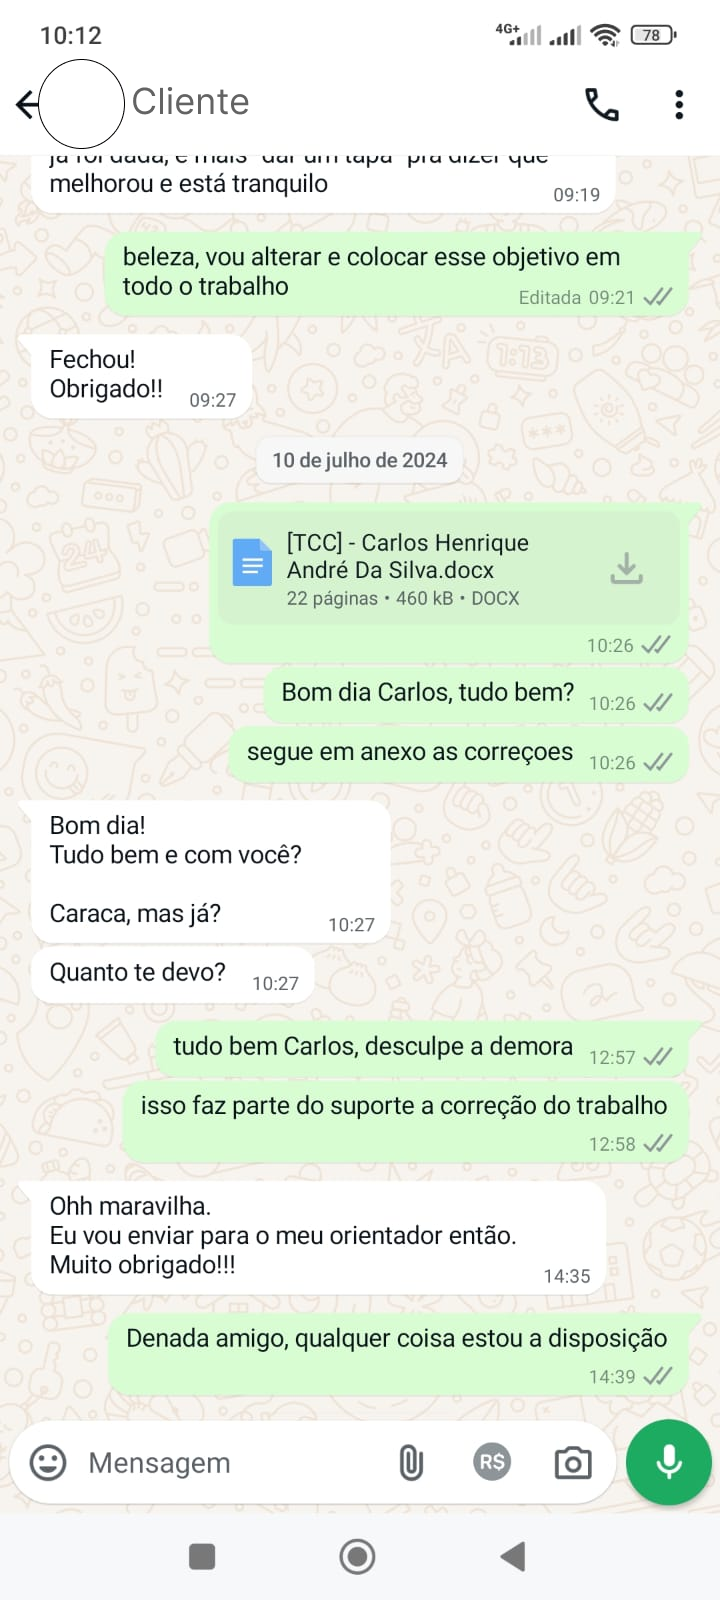 10:12
4G+
78
Cliente
já foi dada, e mais "dar um tapa" pra dizer que
melhorou e está tranquilo
09:19
beleza, vou alterar e colocar esse objetivo em
todo o trabalho
Editada 09:21
Fechou!
Obrigado!!
09:27
10 de julho de 2024
[TCC] - Carlos Henrique
André Da Silva.docx
22 páginas • 460 kB • DOCX
10:26
Bom dia Carlos, tudo bem?
10:26
segue em anexo as correçoes
10:26
Bom dia!
Tudo bem e com você?
Caraca, mas já?
10:27
Quanto te devo?
10:27
tudo bem Carlos, desculpe a demora
12:57
isso faz parte do suporte a correção do trabalho
12:58
Ohh maravilha.
Eu vou enviar para o meu orientador então.
Muito obrigado!!!
14:35
Denada amigo, qualquer coisa estou a disposição
14:39
Mensagem
R$